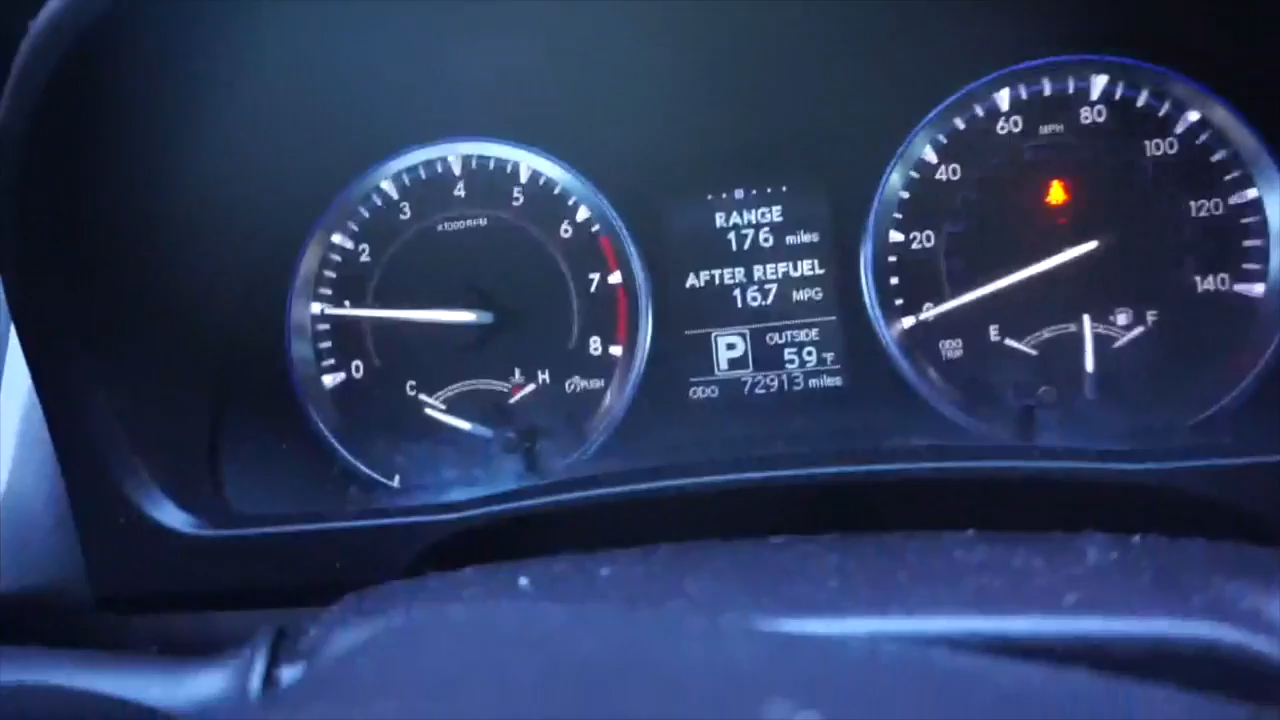 0
1
2
3
4
5
6
7
8
x1000RPM
C
H
PUSH
RANGE
176 miles
AFTER REFUEL
16.7 MPG
P
OUTSIDE
59°F
ODO 72913 miles
0
20
40
60
80
100
120
140
MPH
ODO
TRIP
E
F